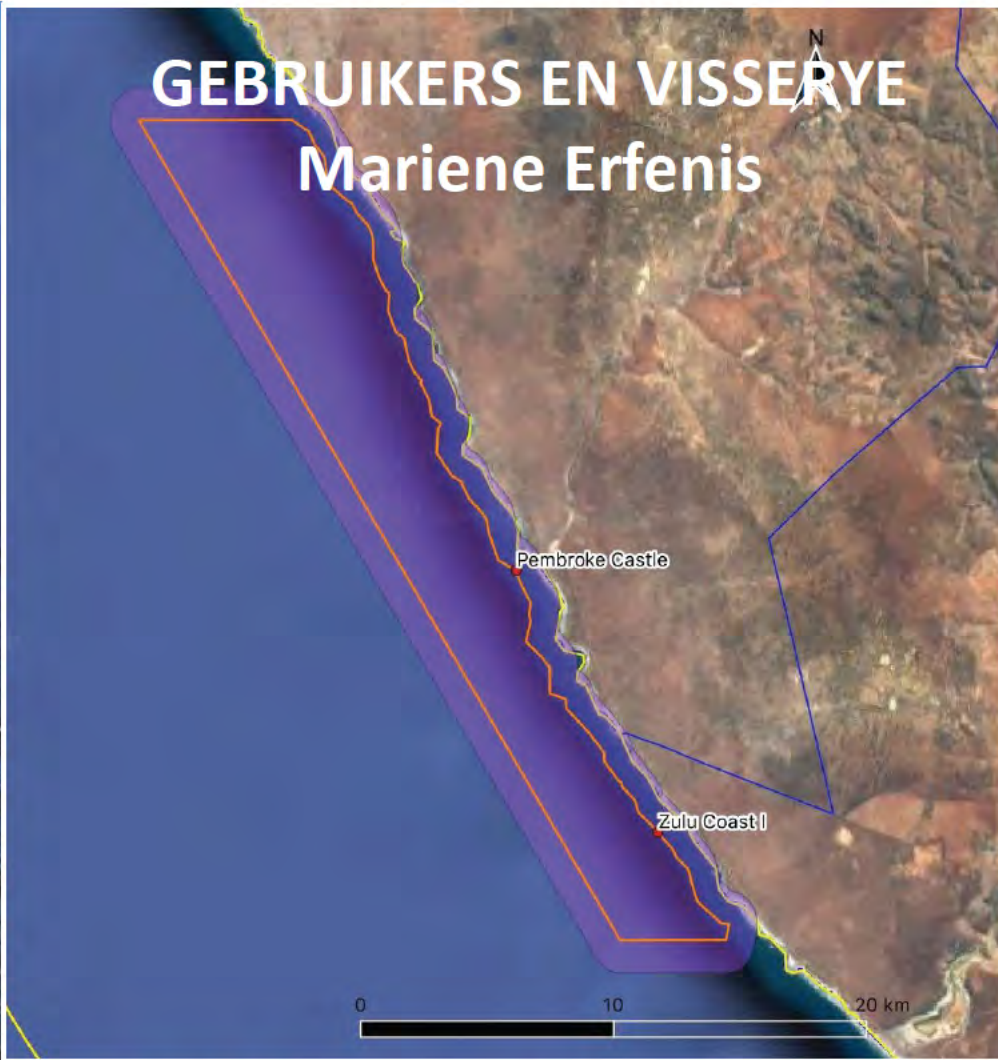 N
GEBRUIKERS EN VISSERYE
Mariene Erfenis
Pembroke Castle
Zulu Coast I
0 10 20 km